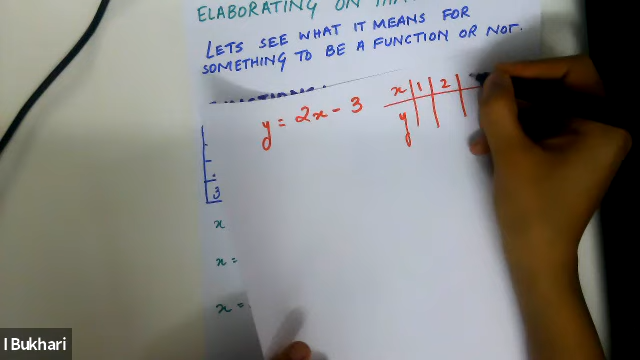 ELABORATING ON
LETS SEE WHAT IT MEANS FOR
SOMETHING TO BE A FUNCTION OR NOT.
y = 2x - 3
x 1 2
y
3
x
x =
x =
I Bukhari